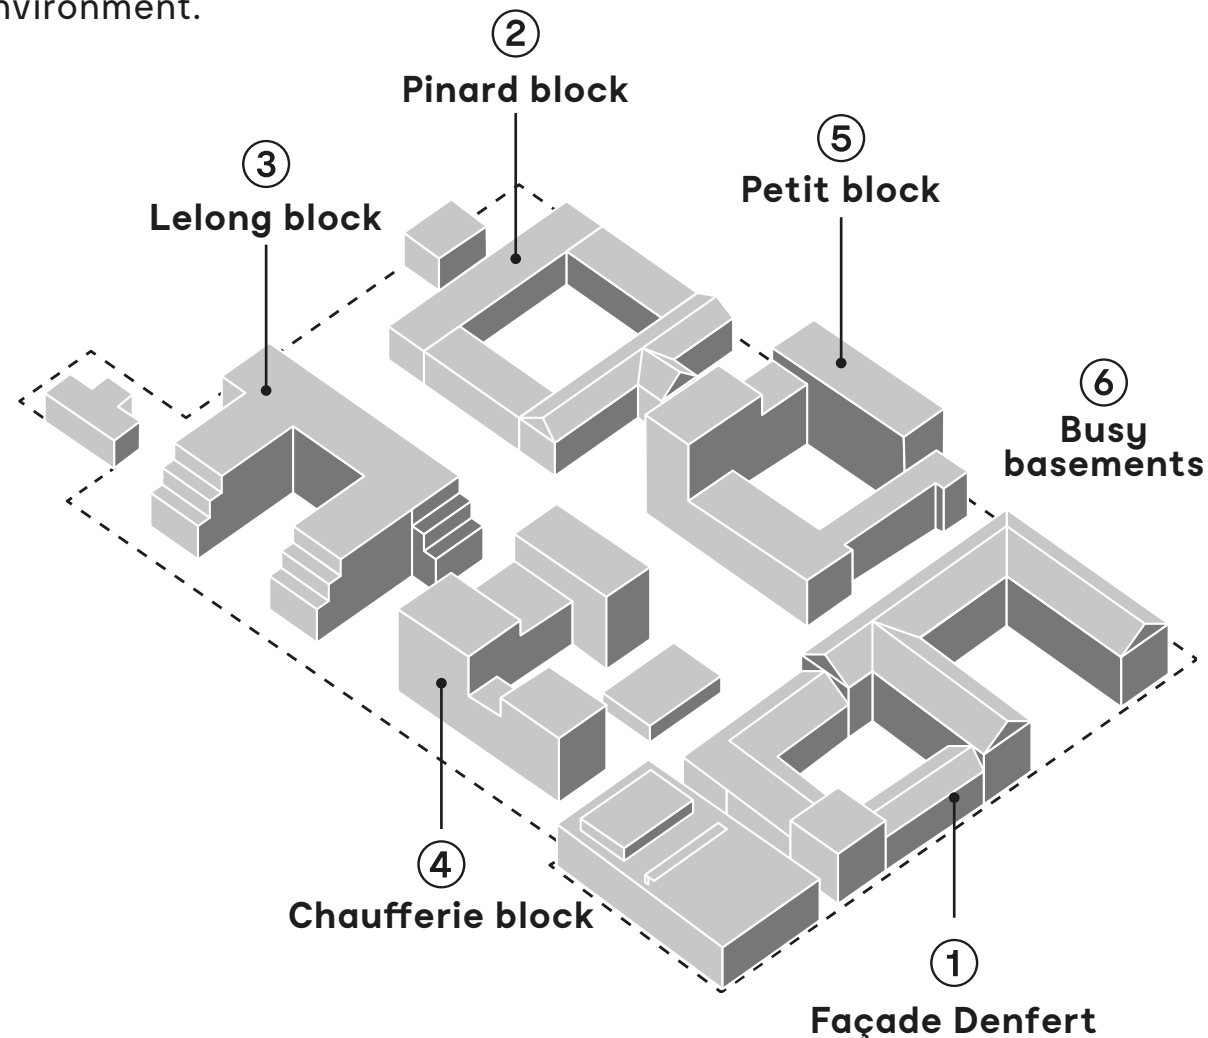 nvironment.
2
Pinard block
5
Petit block
3
Lelong block
6
Busy
basements
4
Chaufferie block
1
Façade Denfert